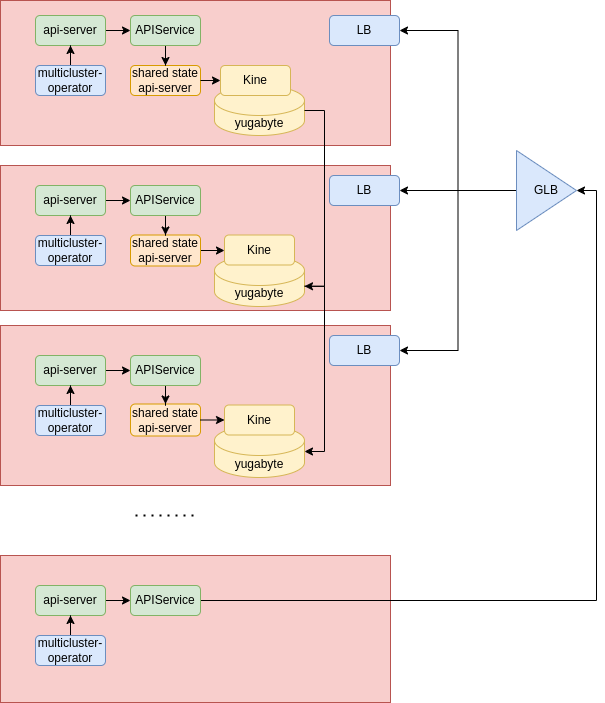 api-server
APIService
LB
multicluster-
operator
shared state
api-server
Kine
yugabyte
api-server
APIService
LB
GLB
multicluster-
operator
shared state
api-server
Kine
yugabyte
LB
api-server
APIService
multicluster-
operator
shared state
api-server
Kine
yugabyte
........
api-server
APIService
multicluster-
operator